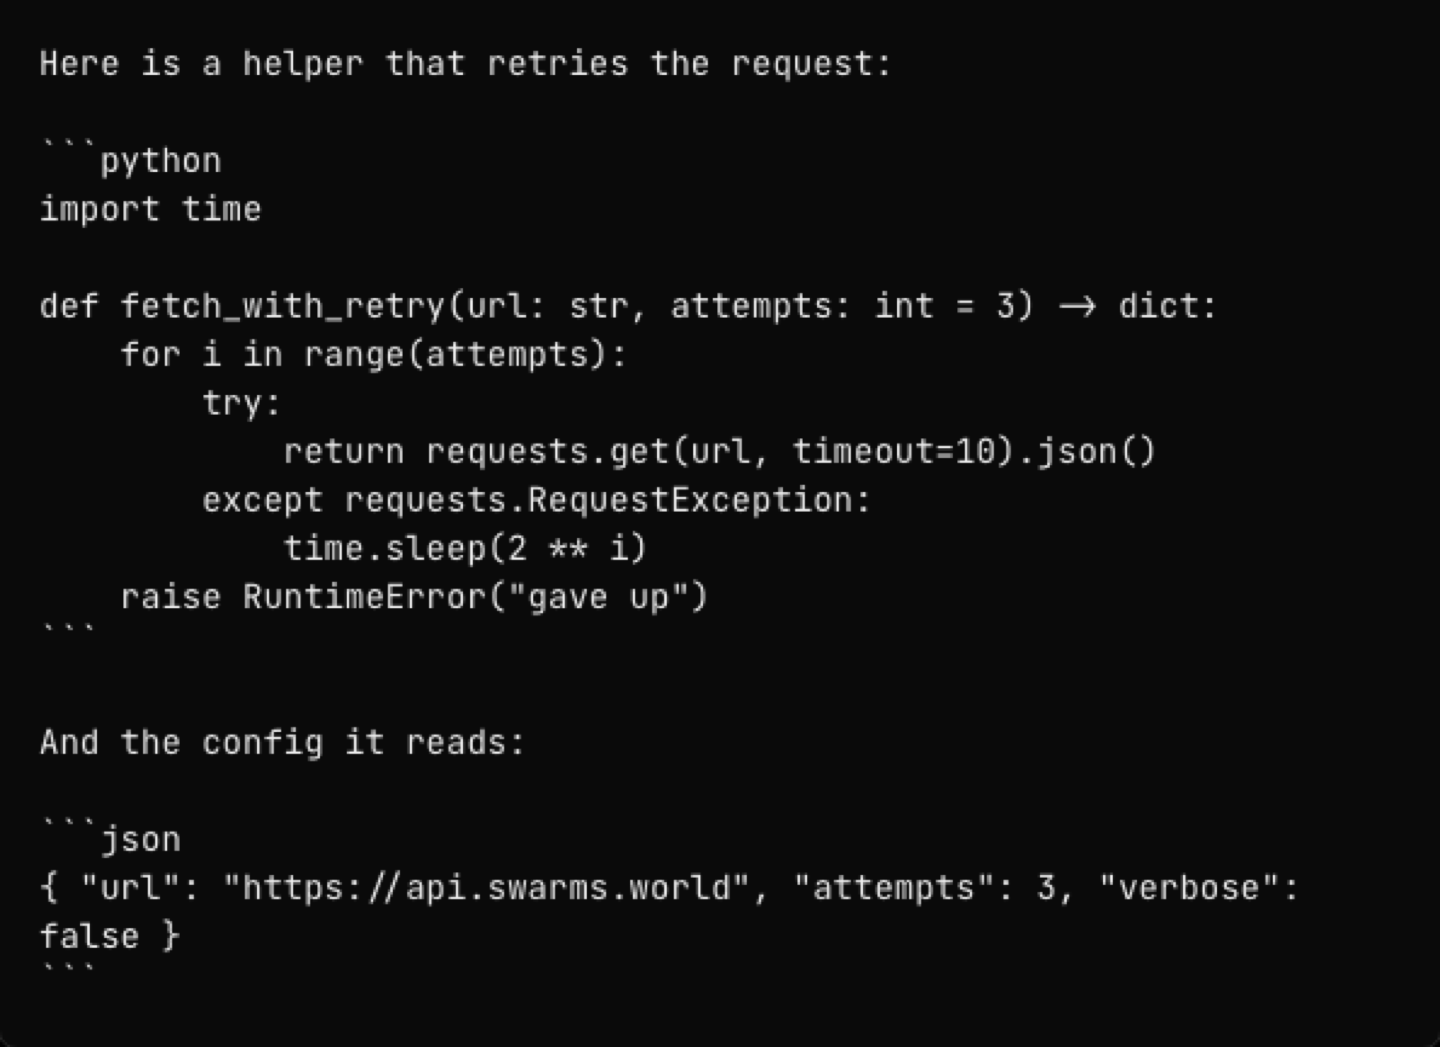 Here is a helper that retries the request:

```python
import time

def fetch_with_retry(url: str, attempts: int = 3) -> dict:
    for i in range(attempts):
        try:
            return requests.get(url, timeout=10).json()
        except requests.RequestException:
            time.sleep(2 ** i)
    raise RuntimeError("gave up")
```

And the config it reads:

```json
{ "url": "https://api.swarms.world", "attempts": 3, "verbose":
false }
```